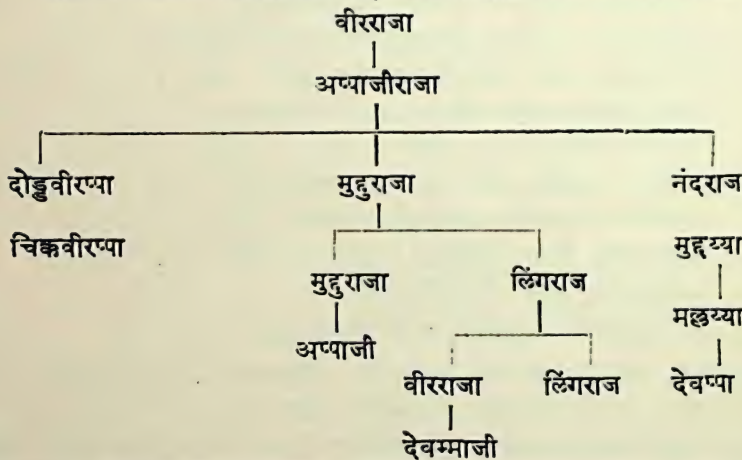 वीरराजा
अप्पाजीराजा
दोड्डवीरप्पा मुद्दुराजा नंदराज
चिक्कवीरप्पा मुद्दय्या
मुद्दुराजा लिंगराज
मल्लय्या
अप्पाजी
वीरराजा लिंगराज देवप्पा
देवम्माजी